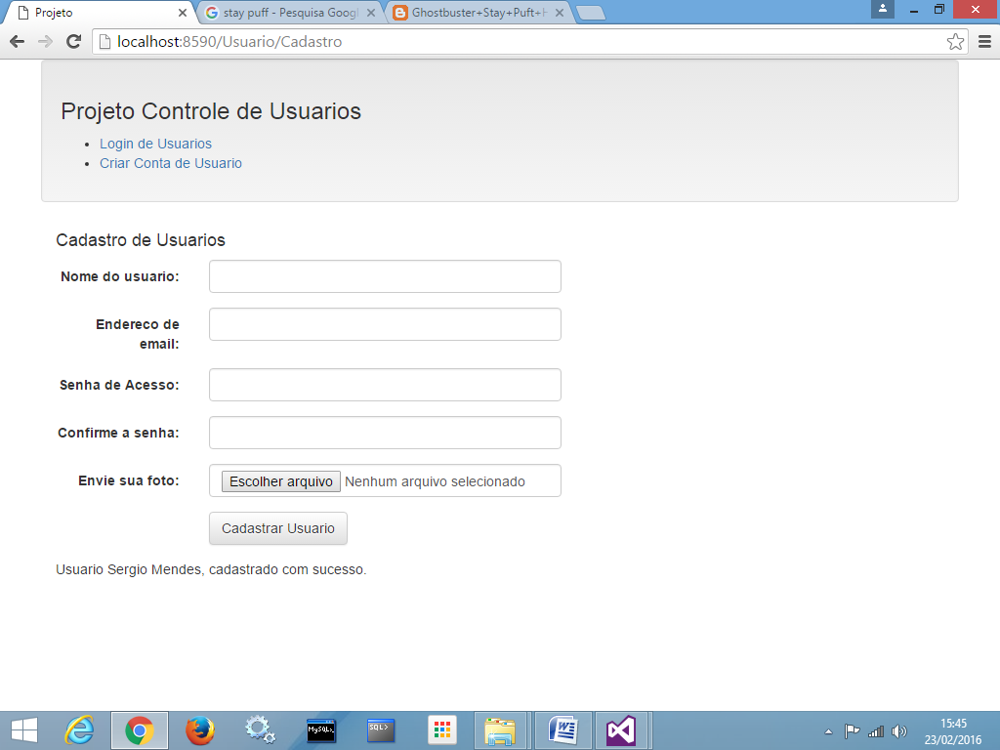 Projeto
stay puff - Pesquisa Googl
Ghostbuster+Stay+Puft+H
localhost:8590/Usuario/Cadastro
Projeto Controle de Usuarios
Login de Usuarios
Criar Conta de Usuario
Cadastro de Usuarios
Nome do usuario:
Endereco de
email:
Senha de Acesso:
Confirme a senha:
Envie sua foto:
Escolher arquivo Nenhum arquivo selecionado
Cadastrar Usuario
Usuario Sergio Mendes, cadastrado com sucesso.
MySQL>
SQL>
15:45
23/02/2016